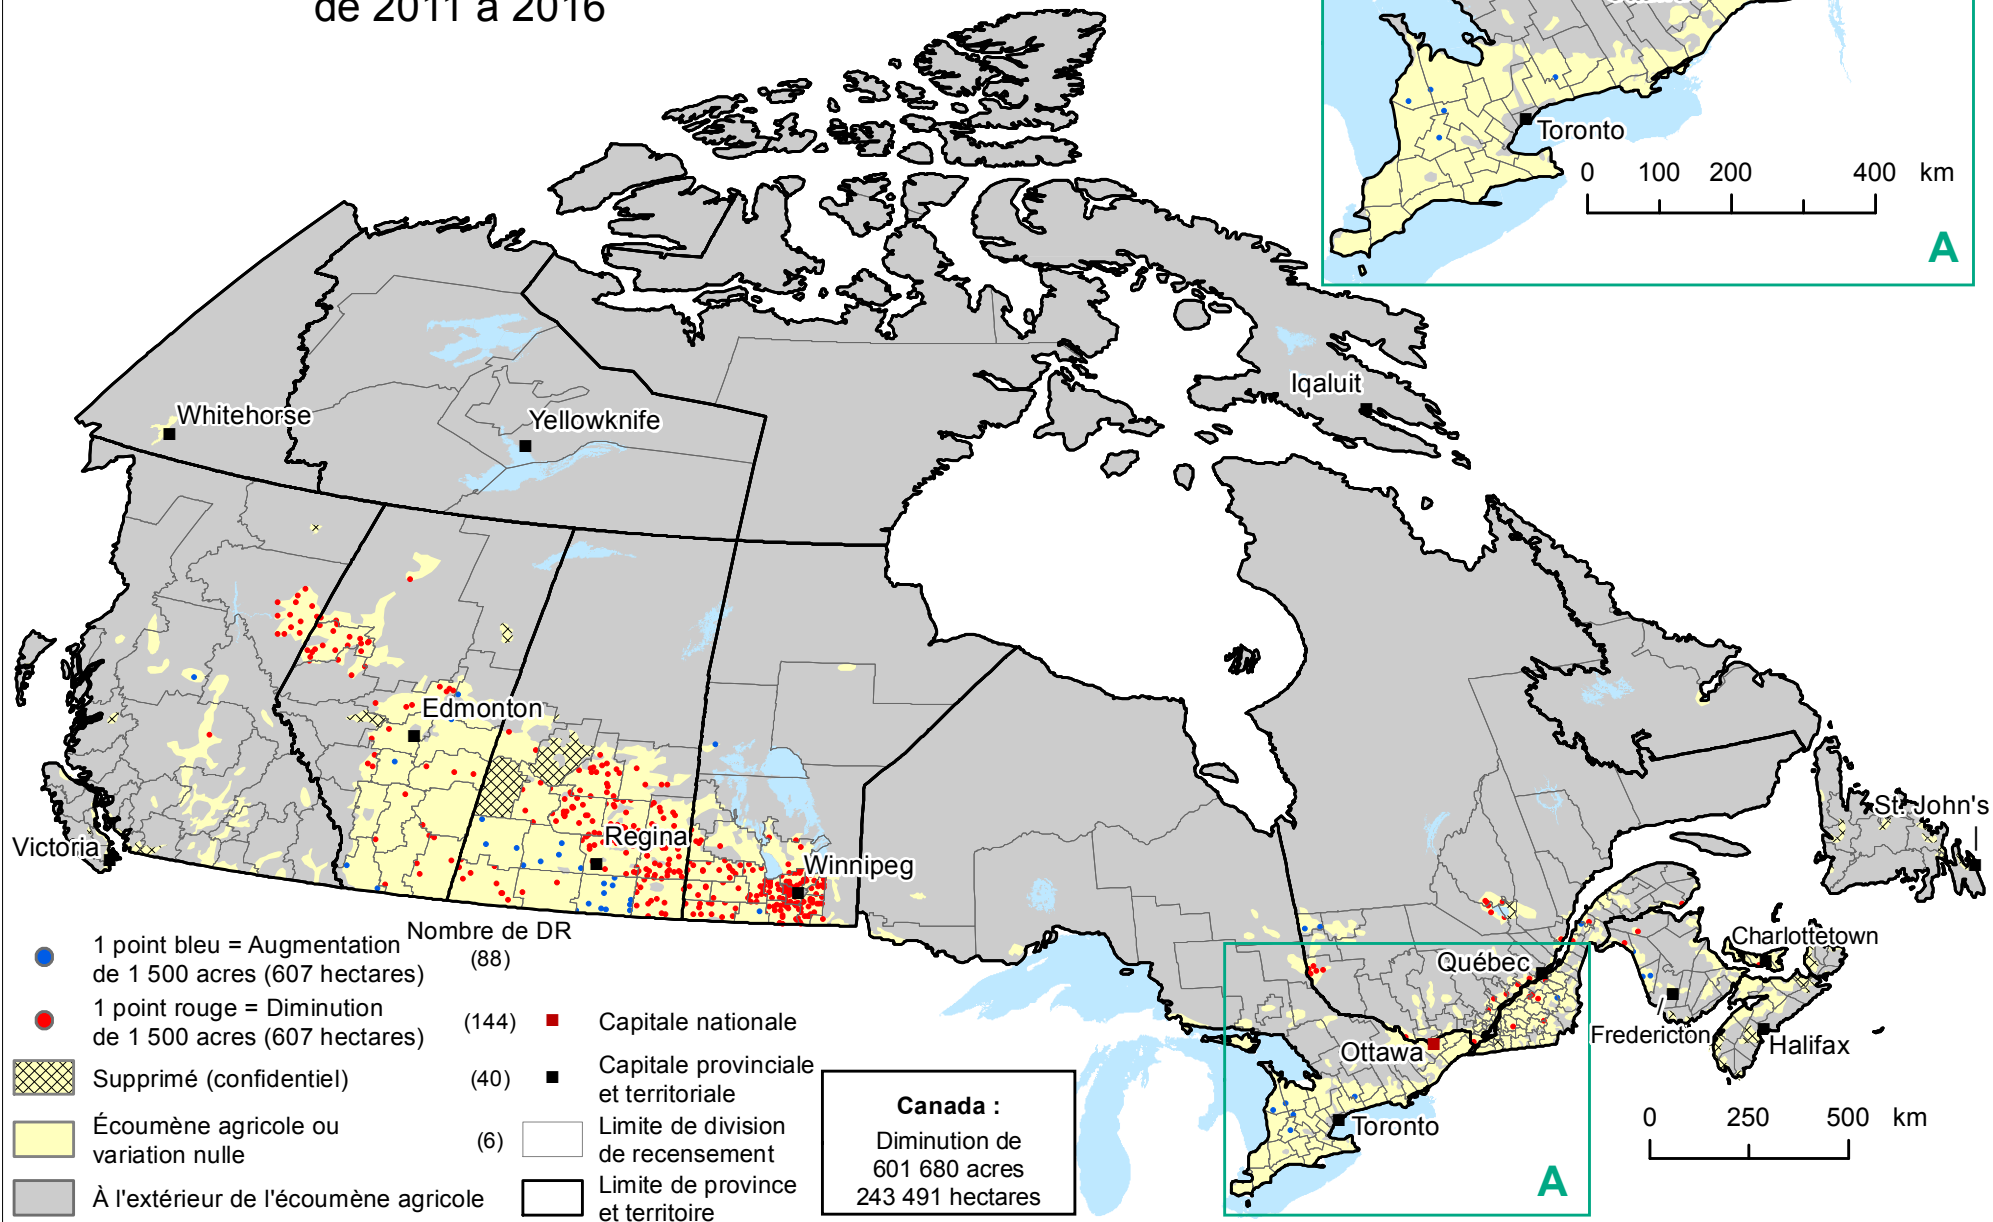 de 2011 à 2016
Toronto
0 100 200 400 km
A
Whitehorse
Yellowknife
Iqaluit
Edmonton
Victoria
Regina
Winnipeg
St. John's
Québec
Charlottetown
Fredericton
Halifax
Ottawa
Toronto
A
0 250 500 km
Nombre de DR
1 point bleu = Augmentation
de 1 500 acres (607 hectares)
(88)
1 point rouge = Diminution
de 1 500 acres (607 hectares)
(144)
Supprimé (confidentiel)
(40)
Écoumène agricole ou
variation nulle
(6)
À l'extérieur de l'écoumène agricole
Capitale nationale
Capitale provinciale
et territoriale
Limite de division
de recensement
Limite de province
et territoire
Canada :
Diminution de
601 680 acres
243 491 hectares